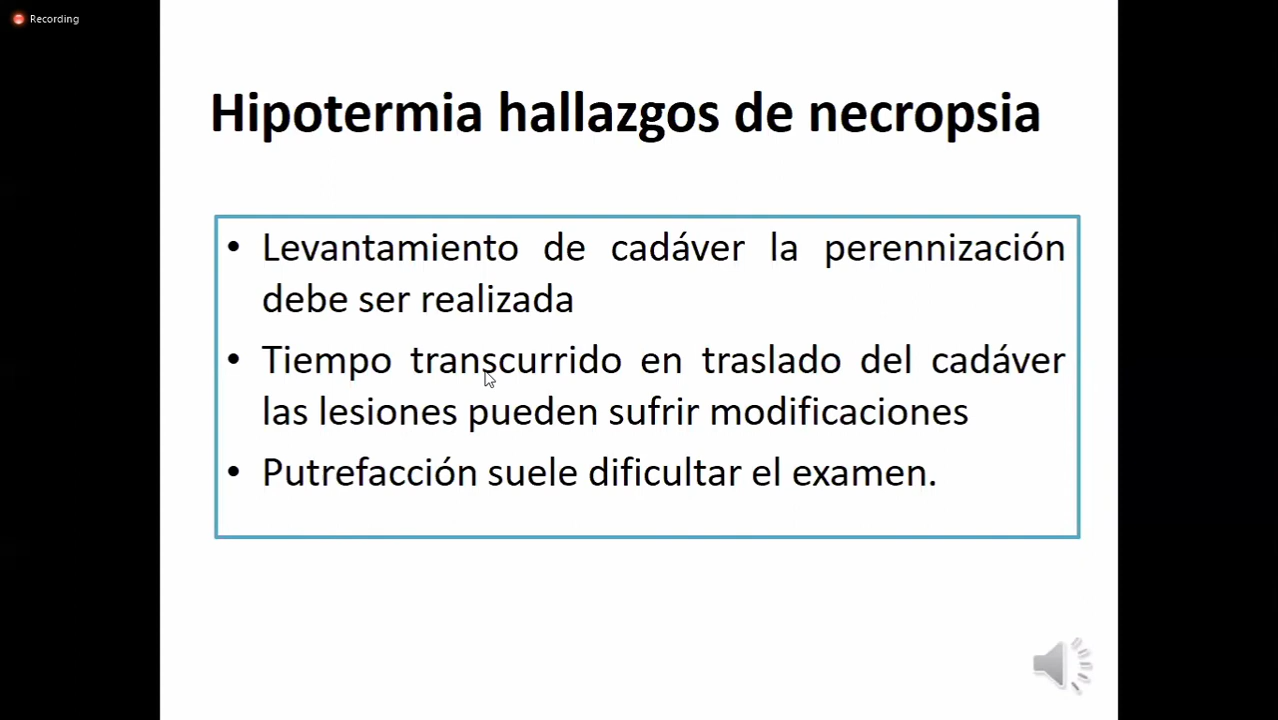 Recording
Hipotermia hallazgos de necropsia
• Levantamiento de cadáver la perennización
debe ser realizada
• Tiempo transcurrido en traslado del cadáver
las lesiones pueden sufrir modificaciones
• Putrefacción suele dificultar el examen.